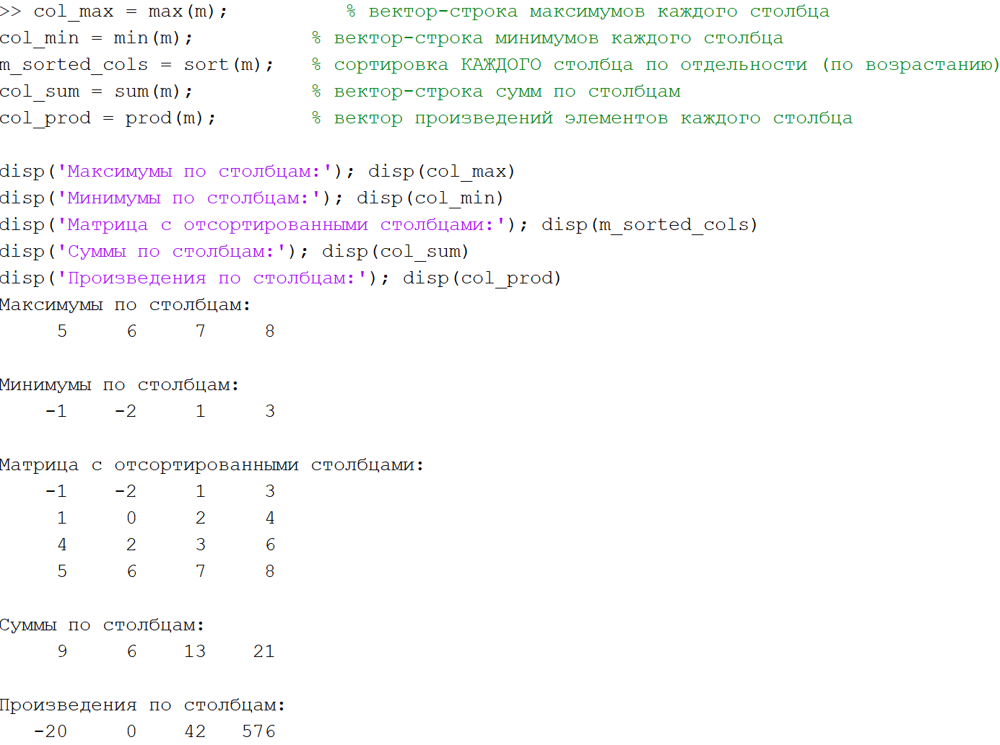 >> col_max = max(m);          % вектор-строка максимумов каждого столбца
col_min = min(m);          % вектор-строка минимумов каждого столбца
m_sorted_cols = sort(m);   % сортировка КАЖДОГО столбца по отдельности (по возрастанию)
col_sum = sum(m);          % вектор-строка сумм по столбцам
col_prod = prod(m);        % вектор произведений элементов каждого столбца

disp('Максимумы по столбцам:'); disp(col_max)
disp('Минимумы по столбцам:'); disp(col_min)
disp('Матрица с отсортированными столбцами:'); disp(m_sorted_cols)
disp('Суммы по столбцам:'); disp(col_sum)
disp('Произведения по столбцам:'); disp(col_prod)
Максимумы по столбцам:
     5     6     7     8

Минимумы по столбцам:
    -1    -2     1     3

Матрица с отсортированными столбцами:
    -1    -2     1     3
     1     0     2     4
     4     2     3     6
     5     6     7     8

Суммы по столбцам:
     9     6    13    21

Произведения по столбцам:
   -20     0    42   576